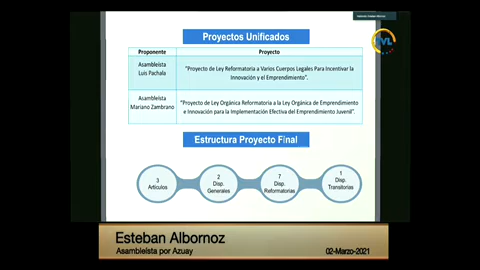 Proyectos Unificados
Proponente Proyecto
Asambleísta
Luis Pachala
"Proyecto de Ley Reformatoria a Varios Cuerpos Legales Para Incentivar la
Innovación y el Emprendimiento".
Asambleísta
Mariano Zambrano
"Proyecto de Ley Orgánica Reformatoria a la Ley Orgánica de Emprendimiento
e Innovación para la Implementación Efectiva del Emprendimiento Juvenil".
Estructura Proyecto Final
3
Artículos
2
Disp.
Generales
7
Disp.
Reformatorias
1
Disp.
Transitorias
Esteban Albornoz
Asambleísta por Azuay
02-Marzo-2021